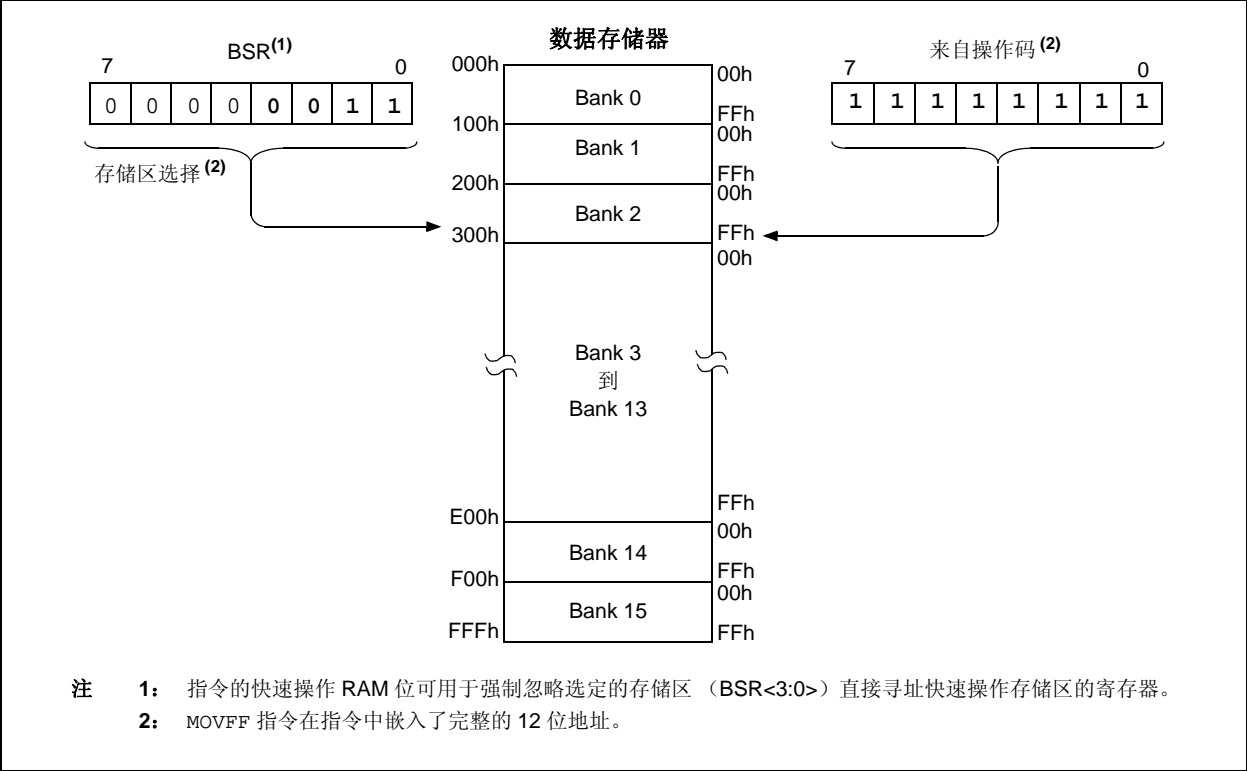 数据存储器
BSR(1)
7 0
0 0 0 0 0 0 1 1
存储区选择(2)
来自操作码(2)
7 0
1 1 1 1 1 1 1 1
000h
Bank 0
00h
FFh
100h
Bank 1
00h
FFh
200h
Bank 2
00h
FFh
300h
00h
Bank 3
到
Bank 13
FFh
E00h
Bank 14
00h
FFh
F00h
Bank 15
00h
FFFh
FFh
注 1： 指令的快速操作 RAM 位可用于强制忽略选定的存储区 （BSR<3:0>）直接寻址快速操作存储区的寄存器。
2： MOVFF 指令在指令中嵌入了完整的 12 位地址。